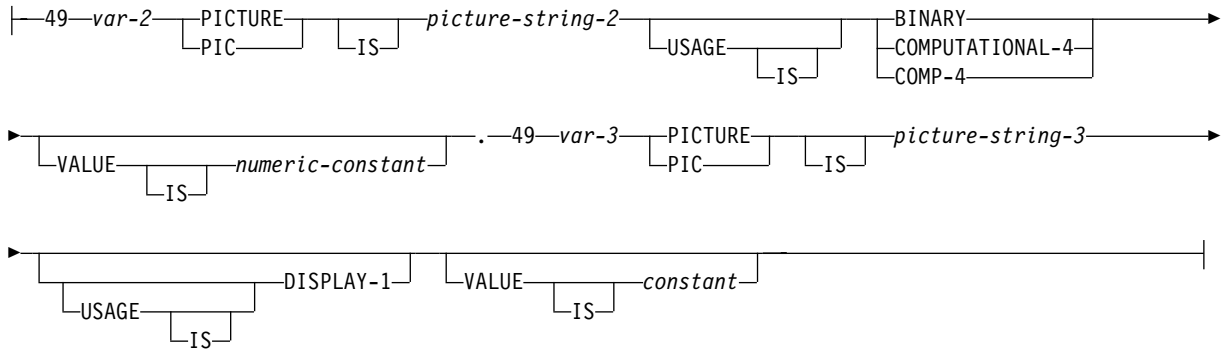 49 var-2 PICTURE IS picture-string-2 USAGE IS BINARY
PIC COMPUTATIONAL-4
COMP-4
VALUE IS numeric-constant . 49 var-3 PICTURE IS picture-string-3
PIC
USAGE IS DISPLAY-1 VALUE IS constant